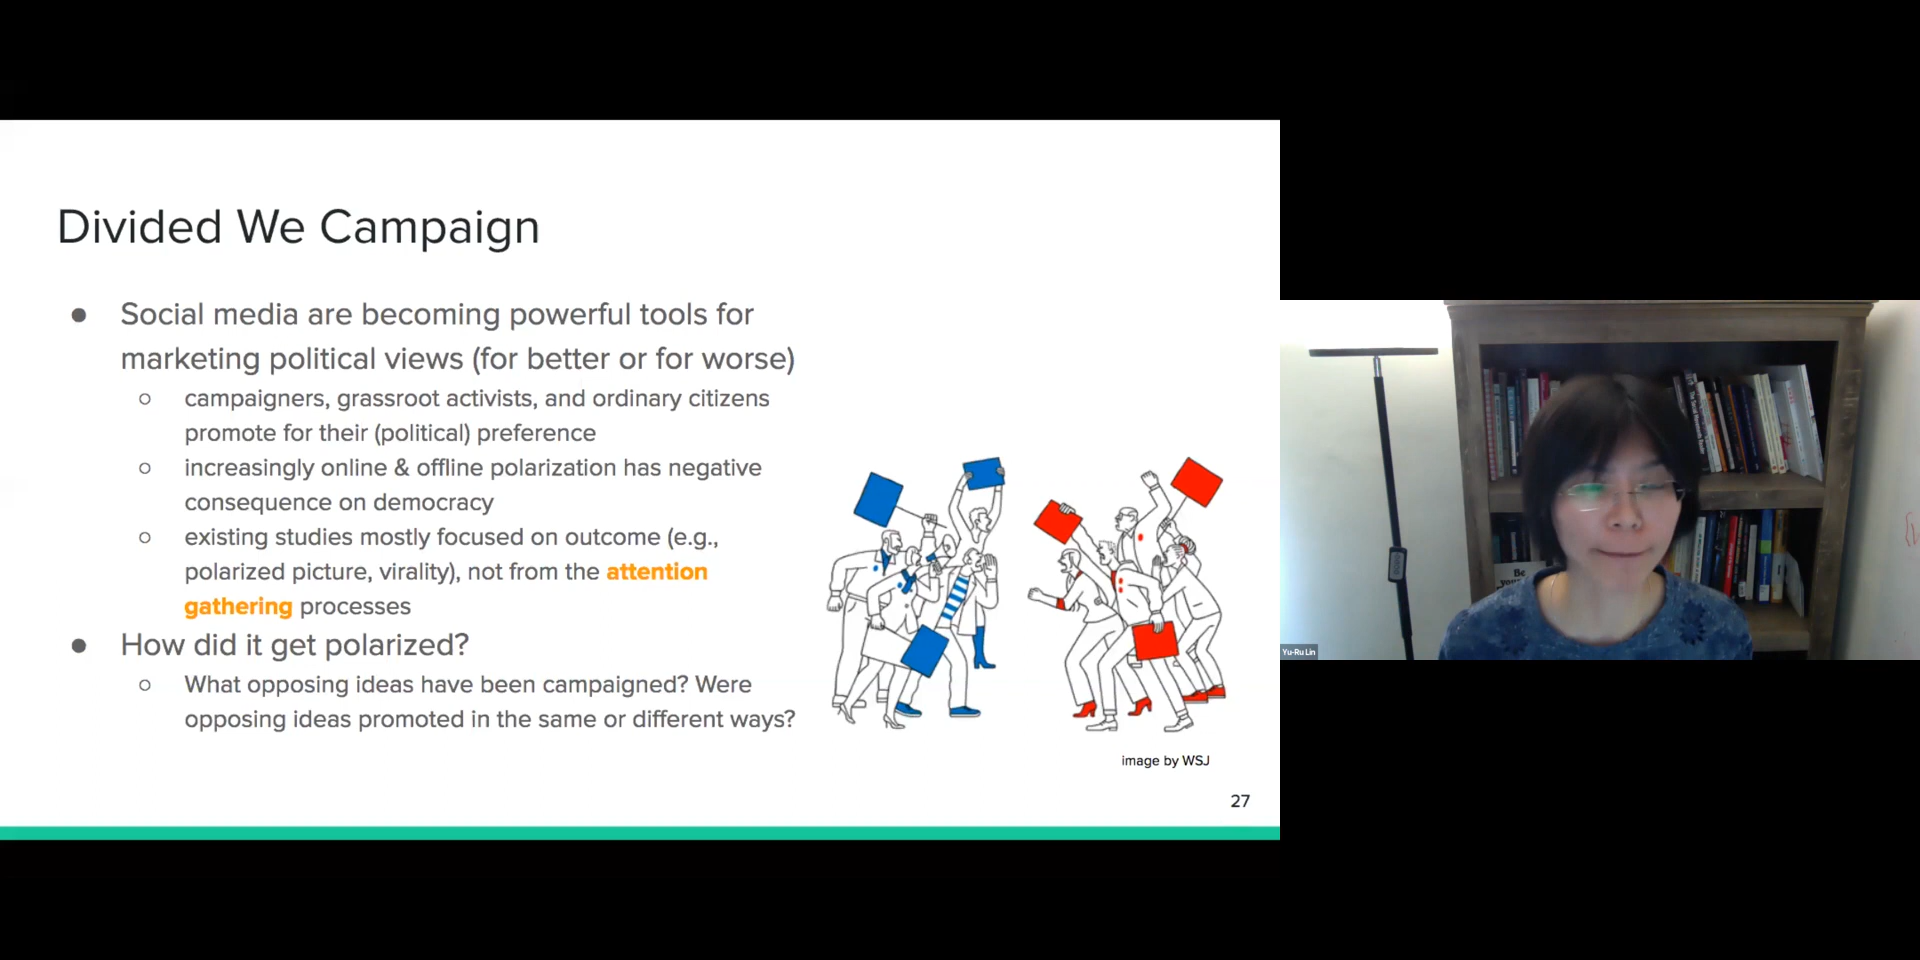 Divided We Campaign
● Social media are becoming powerful tools for
marketing political views (for better or for worse)
○ campaigners, grassroot activists, and ordinary citizens
promote for their (political) preference
○ increasingly online & offline polarization has negative
consequence on democracy
○ existing studies mostly focused on outcome (e.g.,
polarized picture, virality), not from the attention
gathering processes
● How did it get polarized?
○ What opposing ideas have been campaigned? Were
opposing ideas promoted in the same or different ways?
image by WSJ
27
Yu-Ru Lin
Be